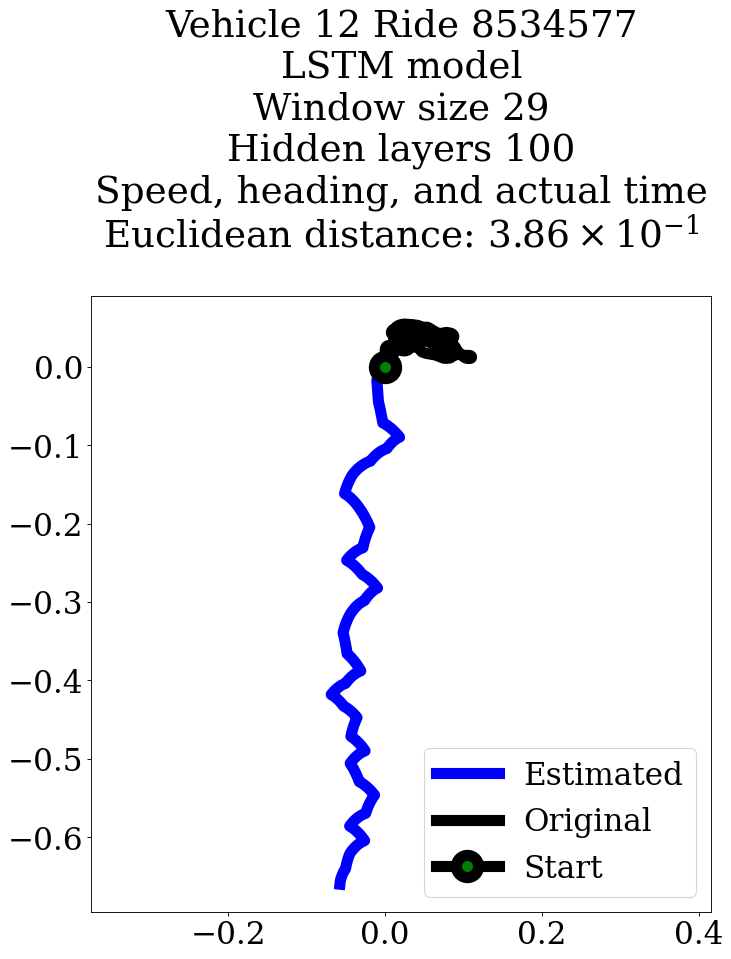 Vehicle 12 Ride 8534577
LSTM model
Window size 29
Hidden layers 100
Speed, heading, and actual time
Euclidean distance: 3.86 × 10⁻¹
0.0
−0.1
−0.2
−0.3
−0.4
−0.5
−0.6
Estimated
Original
Start
−0.2 0.0 0.2 0.4